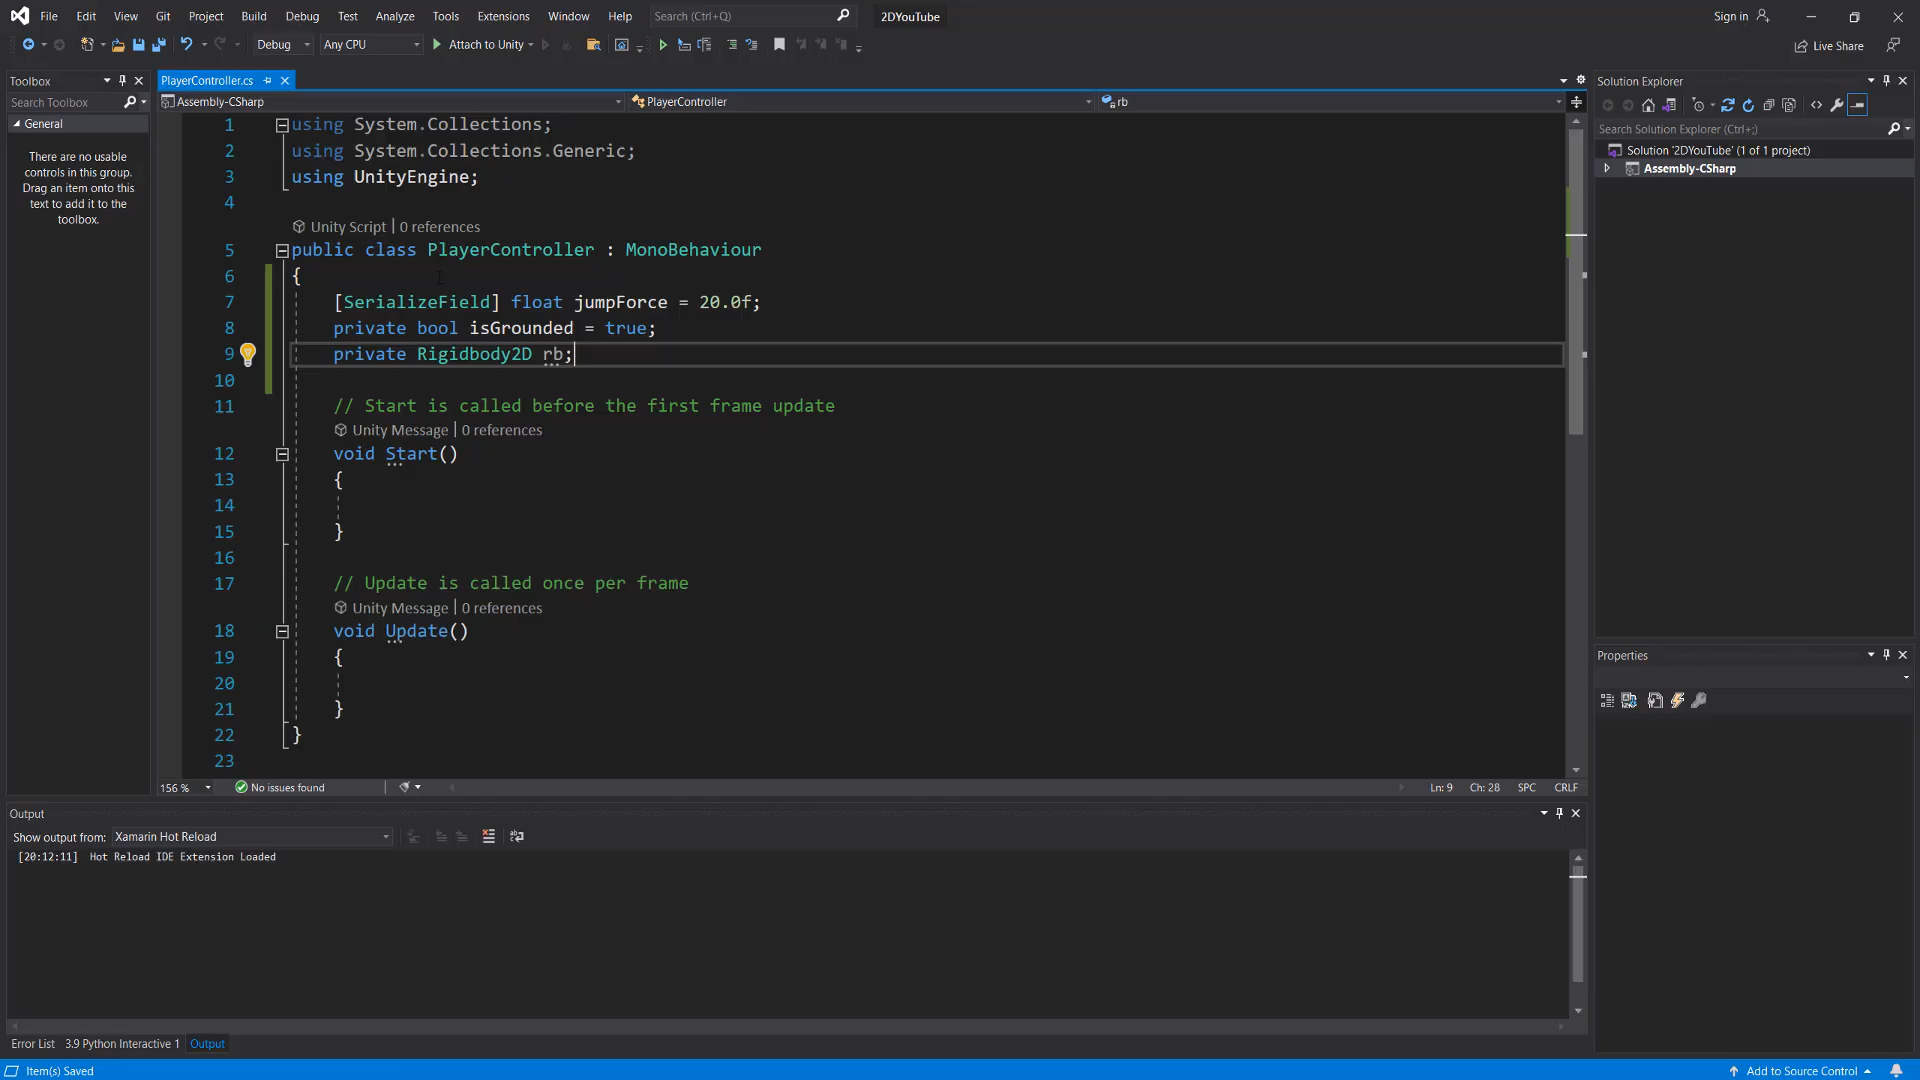 File Edit View Git Project Build Debug Test Analyze Tools Extensions Window Help Search (Ctrl+Q) 2DYouTube Sign in
Debug Any CPU Attach to Unity Live Share
Toolbox
Search Toolbox
General
There are no usable
controls in this group.
Drag an item onto this
text to add it to the
toolbox.
PlayerController.cs
Assembly-CSharp PlayerController rb
1 using System.Collections;
2 using System.Collections.Generic;
3 using UnityEngine;
4
Unity Script | 0 references
5 public class PlayerController : MonoBehaviour
6 {
7 [SerializeField] float jumpForce = 20.0f;
8 private bool isGrounded = true;
9 private Rigidbody2D rb;
10
11 // Start is called before the first frame update
Unity Message | 0 references
12 void Start()
13 {
14
15 }
16
17 // Update is called once per frame
Unity Message | 0 references
18 void Update()
19 {
20
21 }
22 }
23
156 % No issues found Ln: 9 Ch: 28 SPC CRLF
Solution Explorer
Search Solution Explorer (Ctrl+;)
Solution '2DYouTube' (1 of 1 project)
Assembly-CSharp
Properties
Output
Show output from: Xamarin Hot Reload
[20:12:11] Hot Reload IDE Extension Loaded
Error List 3.9 Python Interactive 1 Output
Item(s) Saved Add to Source Control